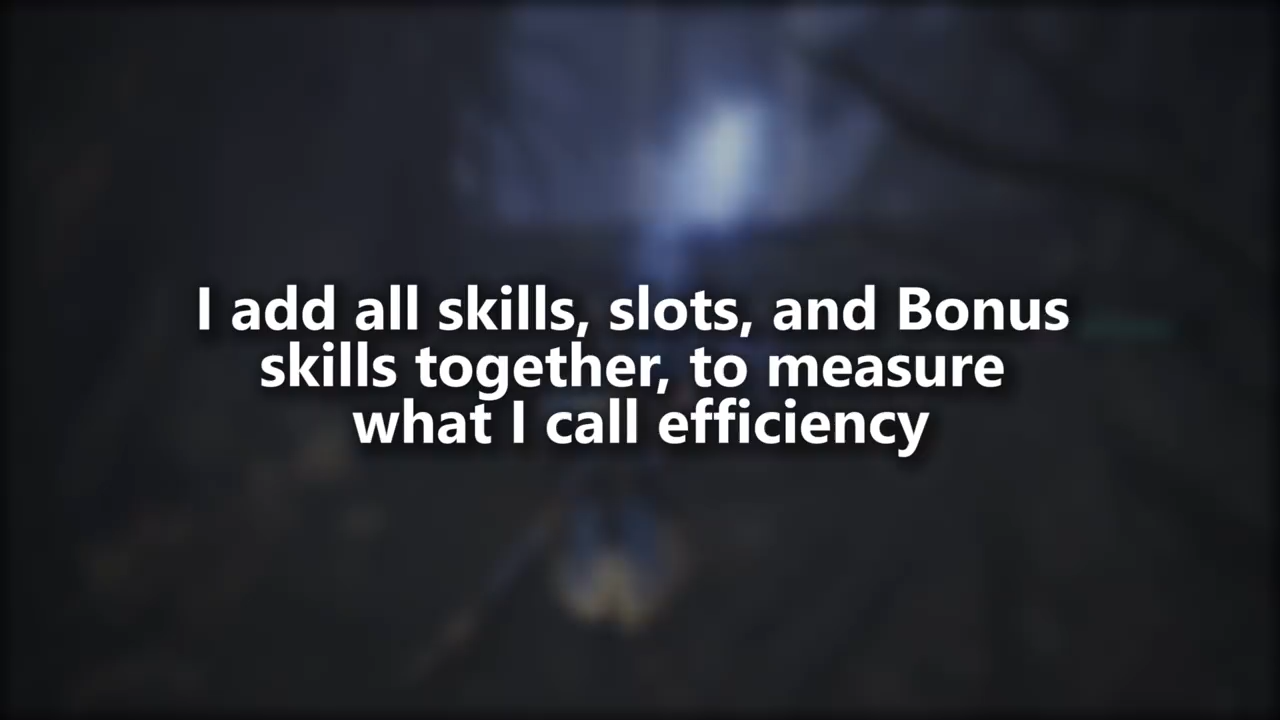 I add all skills, slots, and Bonus
skills together, to measure
what I call efficiency